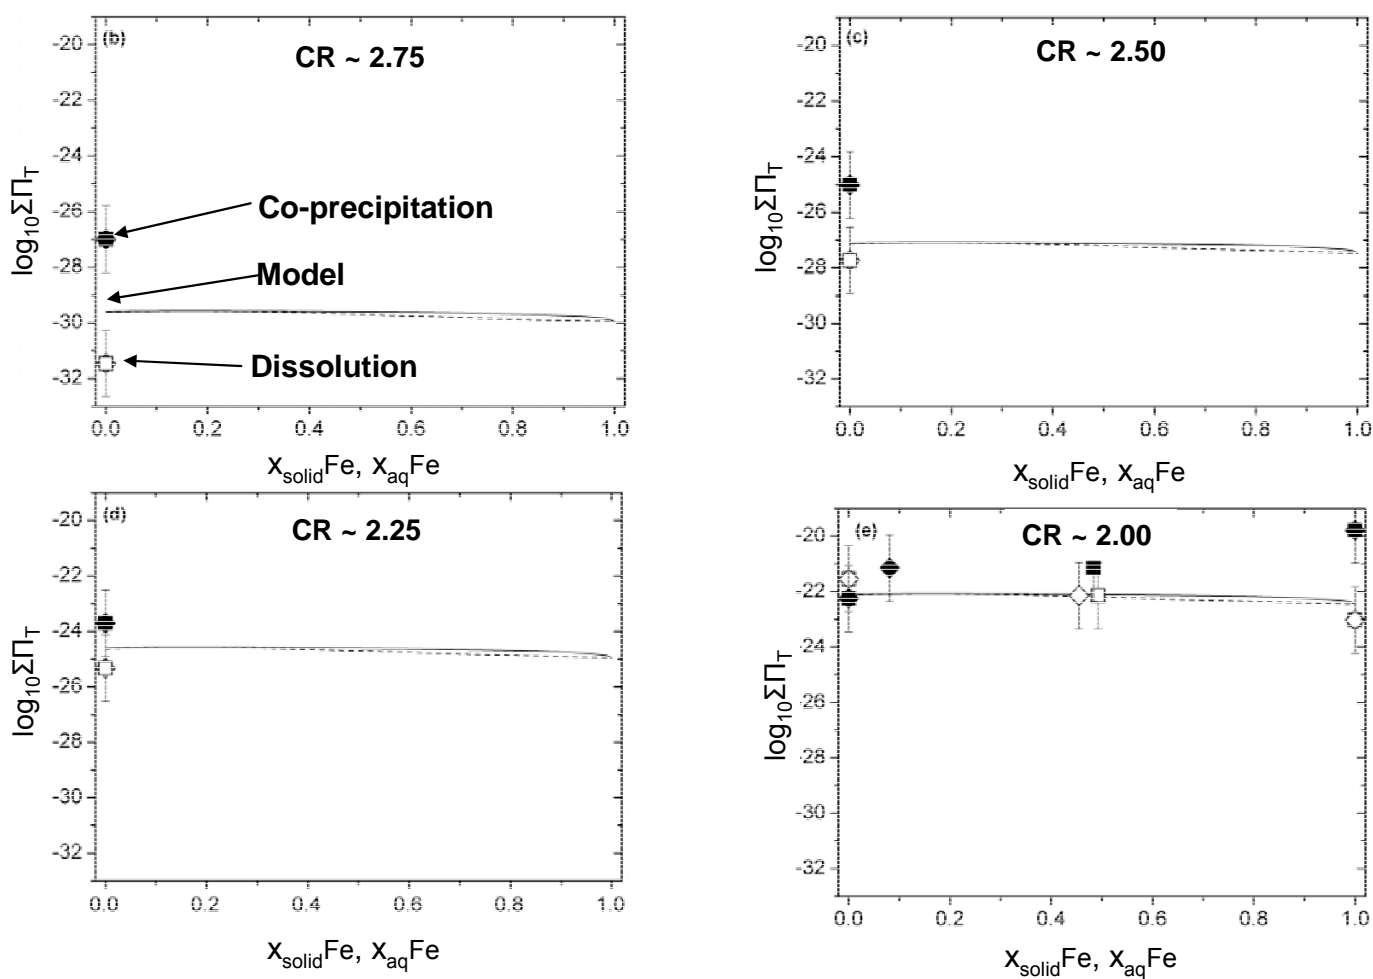 (b)
CR ~ 2.75
-20
-22
-24
-26
-28
-30
-32
log10ΣΠT
Co-precipitation
Model
Dissolution
0.0 0.2 0.4 0.6 0.8 1.0
xsolidFe, xaqFe
(c)
CR ~ 2.50
-20
-22
-24
-26
-28
-30
-32
log10ΣΠT
0.0 0.2 0.4 0.6 0.8 1.0
xsolidFe, xaqFe
(d)
CR ~ 2.25
-20
-22
-24
-26
-28
-30
-32
log10ΣΠT
0.0 0.2 0.4 0.6 0.8 1.0
xsolidFe, xaqFe
(e)
CR ~ 2.00
-20
-22
-24
-26
-28
-30
-32
log10ΣΠT
0.0 0.2 0.4 0.6 0.8 1.0
xsolidFe, xaqFe